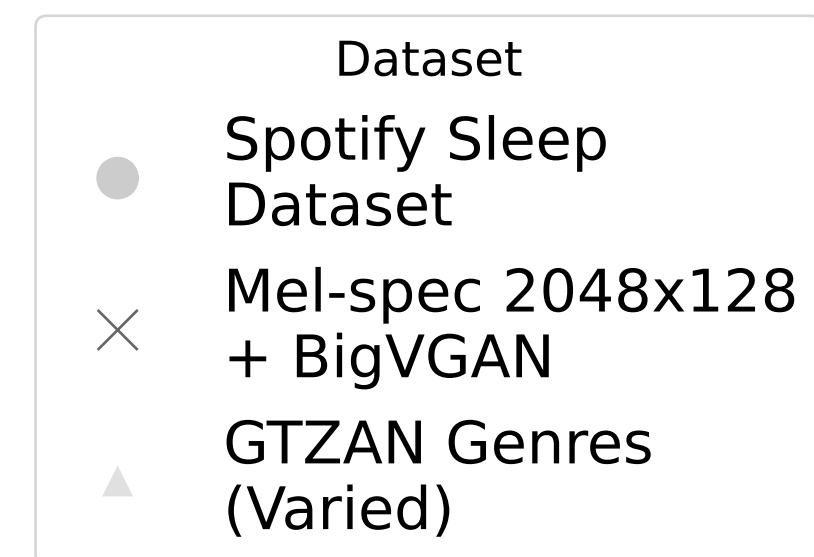 Dataset
Spotify Sleep
Dataset
Mel-spec 2048x128
+ BigVGAN
GTZAN Genres
(Varied)